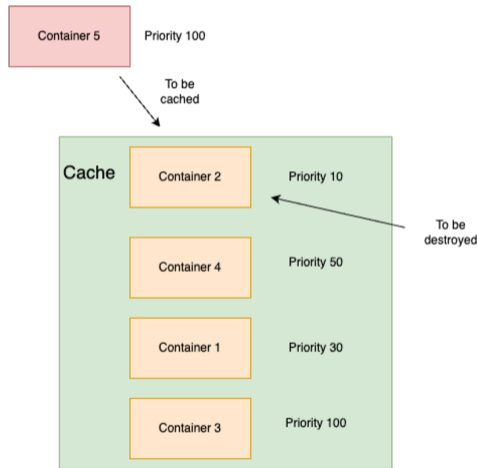 Container 5 Priority 100
To be
cached
Cache Container 2 Priority 10
To be
destroyed
Container 4 Priority 50
Container 1 Priority 30
Container 3 Priority 100